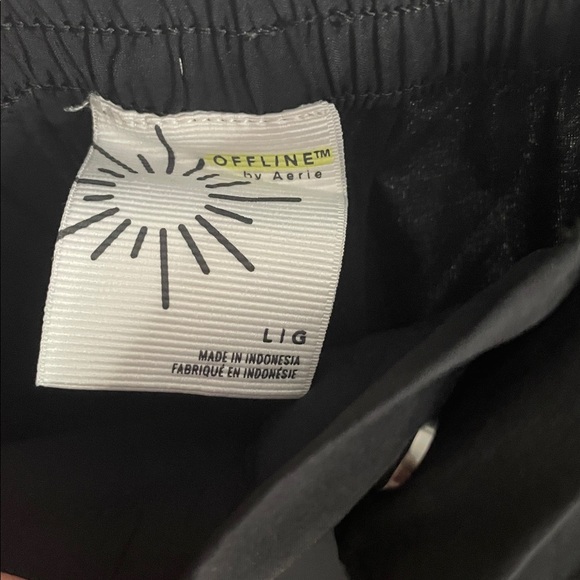 OFFLINE™
by Aerie
L|G
MADE IN INDONESIA
FABRIQUÉ EN INDONÉSIE